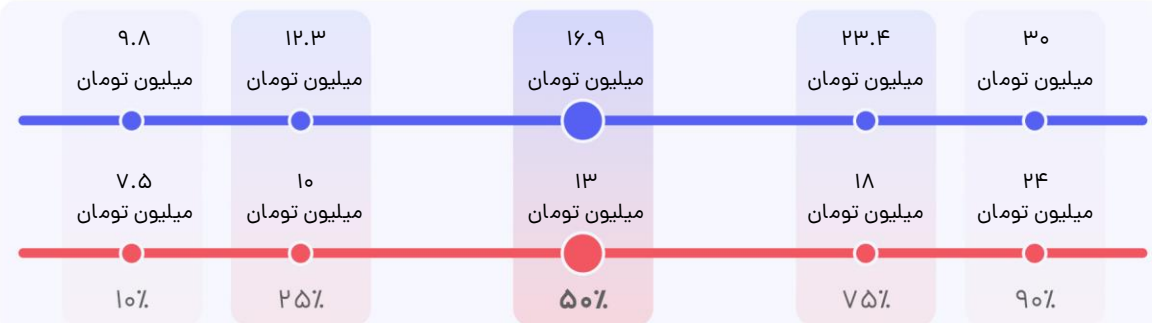 ۹.۸ ۱۲.۳ ۱۶.۹ ۲۳.۴ ۳۰
میلیون تومان میلیون تومان میلیون تومان میلیون تومان میلیون تومان
۷.۵ ۱۰ ۱۳ ۱۸ ۲۴
میلیون تومان میلیون تومان میلیون تومان میلیون تومان میلیون تومان
۱۰٪ ۲۵٪ ۵۰٪ ۷۵٪ ۹۰٪